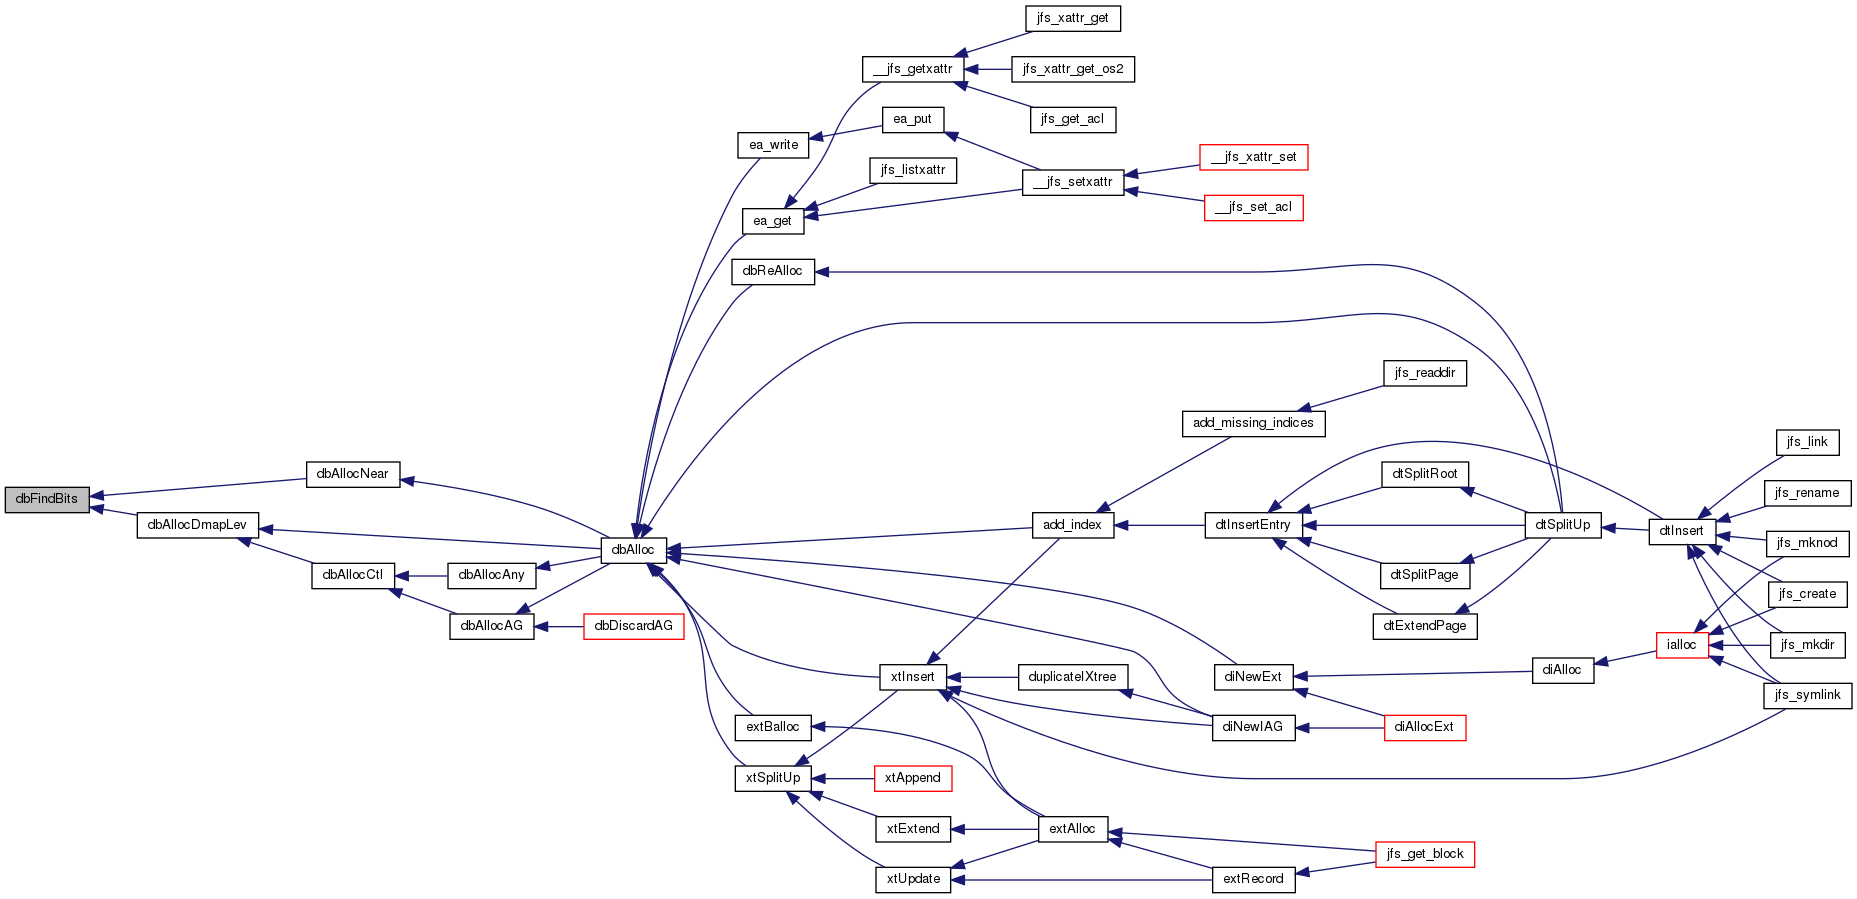 jfs_xattr_get
__jfs_getxattr
jfs_xattr_get_os2
ea_put
jfs_get_acl
ea_write
jfs_listxattr
__jfs_xattr_set
__jfs_setxattr
__jfs_set_acl
ea_get
dbReAlloc
jfs_readdir
add_missing_indices
jfs_link
dbAllocNear
dtSplitRoot
jfs_rename
dbFindBits
dbAllocDmapLev
add_index
dtInsertEntry
dtSplitUp
dtInsert
jfs_mknod
dbAlloc
dbAllocCtl
dbAllocAny
dtSplitPage
jfs_create
dbAllocAG
dbDiscardAG
dtExtendPage
ialloc
jfs_mkdir
xtInsert
duplicateIXtree
diNewExt
diAlloc
jfs_symlink
extBalloc
diNewIAG
diAllocExt
xtSplitUp
xtAppend
xtExtend
extAlloc
jfs_get_block
xtUpdate
extRecord